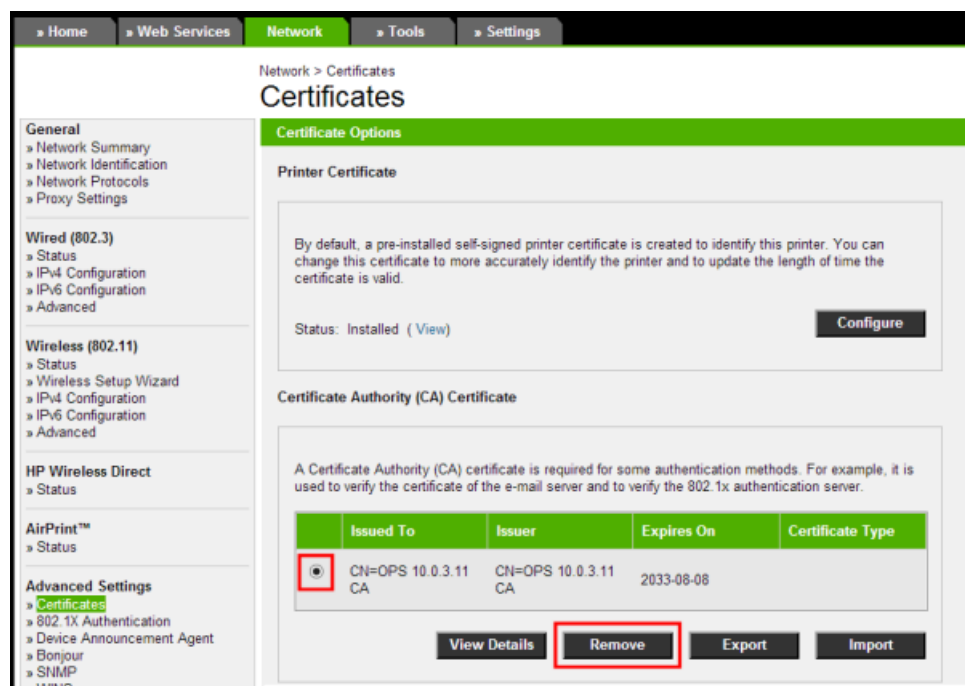 » Home » Web Services Network » Tools » Settings
Network > Certificates
Certificates
General
» Network Summary
» Network Identification
» Network Protocols
» Proxy Settings
Wired (802.3)
» Status
» IPv4 Configuration
» IPv6 Configuration
» Advanced
Wireless (802.11)
» Status
» Wireless Setup Wizard
» IPv4 Configuration
» IPv6 Configuration
» Advanced
HP Wireless Direct
» Status
AirPrint™
» Status
Advanced Settings
» Certificates
» 802.1X Authentication
» Device Announcement Agent
» Bonjour
» SNMP
Certificate Options
Printer Certificate
By default, a pre-installed self-signed printer certificate is created to identify this printer. You can
change this certificate to more accurately identify the printer and to update the length of time the
certificate is valid.
Status: Installed ( View)
Configure
Certificate Authority (CA) Certificate
A Certificate Authority (CA) certificate is required for some authentication methods. For example, it is
used to verify the certificate of the e-mail server and to verify the 802.1x authentication server.
Issued To Issuer Expires On Certificate Type
CN=OPS 10.0.3.11 CN=OPS 10.0.3.11 2033-08-08
CA CA
View Details Remove Export Import